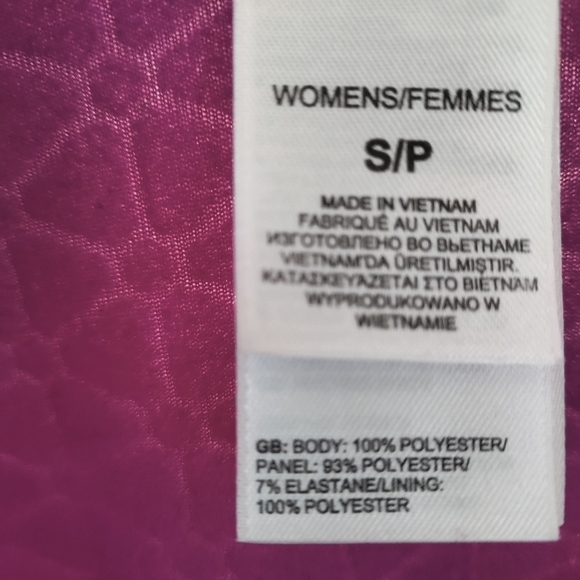 WOMENS/FEMMES
S/P
MADE IN VIETNAM
FABRIQUÉ AU VIETNAM
ИЗГОТОВЛЕНО ВО ВЬЕТНАМЕ
VIETNAM'DA ÜRETILMIŞTIR.
ΚΑΤΑΣΚΕΥΑΖΕΤΑΙ ΣΤΟ ΒΙΕΤΝΑΜ
WYPRODUKOWANO W
WIETNAMIE
GB: BODY: 100% POLYESTER/
PANEL: 93% POLYESTER/
7% ELASTANE/LINING:
100% POLYESTER